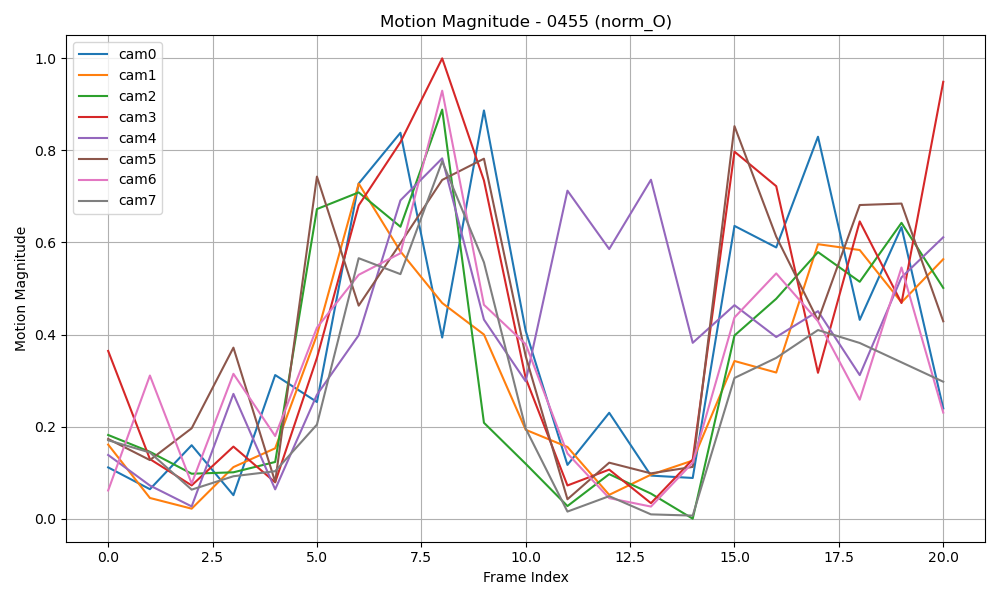 Motion Magnitude - 0455 (norm_O)
cam0
cam1
cam2
cam3
cam4
cam5
cam6
cam7
Motion Magnitude
1.0
0.8
0.6
0.4
0.2
0.0
0.0 2.5 5.0 7.5 10.0 12.5 15.0 17.5 20.0
Frame Index